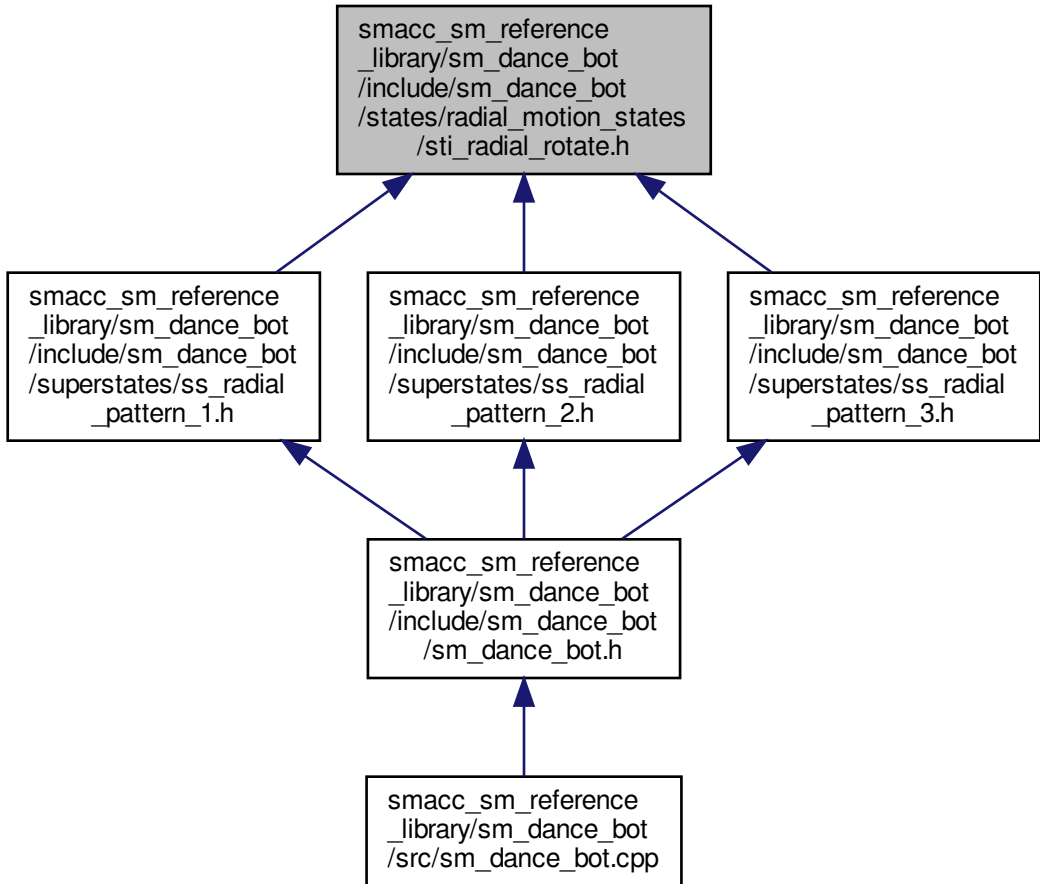 smacc_sm_reference
_library/sm_dance_bot
/include/sm_dance_bot
/states/radial_motion_states
/sti_radial_rotate.h
smacc_sm_reference
_library/sm_dance_bot
/include/sm_dance_bot
/superstates/ss_radial
_pattern_1.h
smacc_sm_reference
_library/sm_dance_bot
/include/sm_dance_bot
/superstates/ss_radial
_pattern_2.h
smacc_sm_reference
_library/sm_dance_bot
/include/sm_dance_bot
/superstates/ss_radial
_pattern_3.h
smacc_sm_reference
_library/sm_dance_bot
/include/sm_dance_bot
/sm_dance_bot.h
smacc_sm_reference
_library/sm_dance_bot
/src/sm_dance_bot.cpp